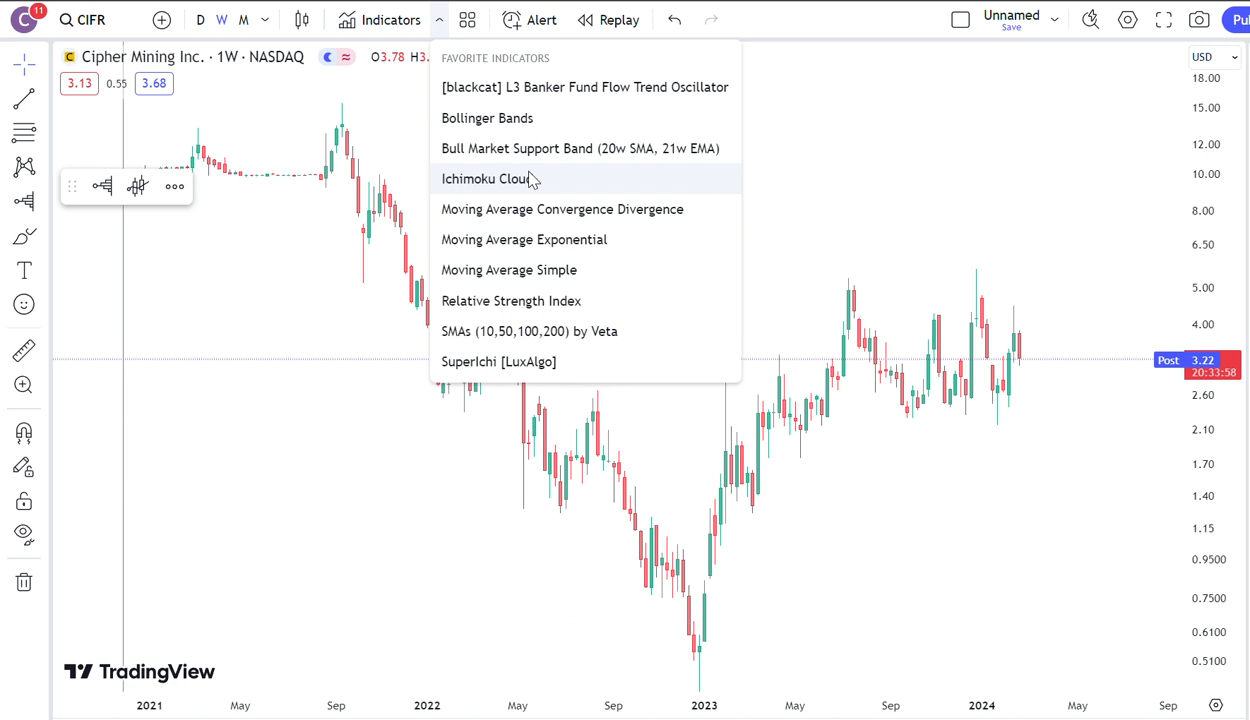 C 11 CIFR D W M Indicators Alert Replay Unnamed Save Pu
C Cipher Mining Inc. · 1W · NASDAQ O3.78 H3. USD
3.13 0.55 3.68
FAVORITE INDICATORS
[blackcat] L3 Banker Fund Flow Trend Oscillator
Bollinger Bands
Bull Market Support Band (20w SMA, 21w EMA)
Ichimoku Cloud
Moving Average Convergence Divergence
Moving Average Exponential
Moving Average Simple
Relative Strength Index
SMAs (10,50,100,200) by Veta
SuperIchi [LuxAlgo]
18.00
15.00
12.00
10.00
8.00
6.50
5.00
4.00
Post 3.22
20:33:58
2.60
2.10
1.70
1.40
1.15
0.9500
0.7500
0.6100
0.5100
TradingView
2021 May Sep 2022 May Sep 2023 May Sep 2024 May Sep